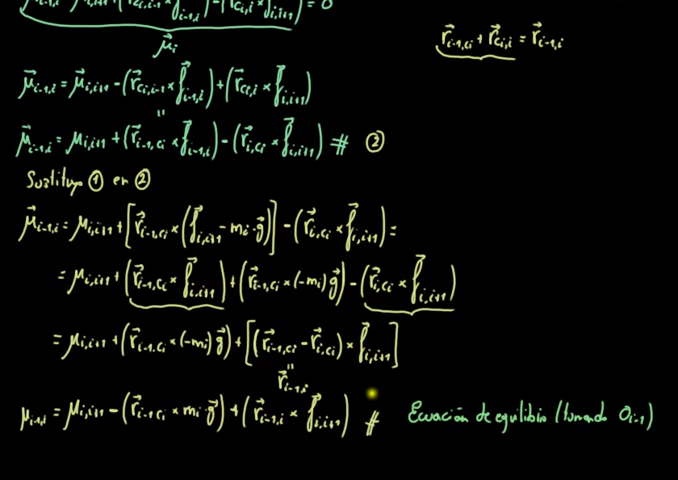 μ⃗ᵢ
r⃗ᵢ₋₁,cᵢ + r⃗cᵢ,ᵢ = r⃗ᵢ₋₁,ᵢ
μ⃗ᵢ₋₁,ᵢ = μ⃗ᵢ,ᵢ₊₁ - (r⃗cᵢ,ᵢ₋₁ × f⃗ᵢ₋₁,ᵢ) + (r⃗cᵢ,ᵢ × f⃗ᵢ,ᵢ₊₁)
"
μ⃗ᵢ₋₁,ᵢ = μᵢ,ᵢ₊₁ + (r⃗ᵢ₋₁,cᵢ × f⃗ᵢ₋₁,ᵢ) - (r⃗ᵢ,cᵢ × f⃗ᵢ,ᵢ₊₁) # ②
Sustituyo ① en ②
μ⃗ᵢ₋₁,ᵢ = μᵢ,ᵢ₊₁ + [r⃗ᵢ₋₁,cᵢ × (f⃗ᵢ,ᵢ₊₁ - mᵢ·g⃗)] - (r⃗ᵢ,cᵢ × f⃗ᵢ,ᵢ₊₁) =
= μᵢ,ᵢ₊₁ + (r⃗ᵢ₋₁,cᵢ × f⃗ᵢ,ᵢ₊₁) + (r⃗ᵢ₋₁,cᵢ × (-mᵢ) g⃗) - (r⃗ᵢ,cᵢ × f⃗ᵢ,ᵢ₊₁)
= μᵢ,ᵢ₊₁ + (r⃗ᵢ₋₁,cᵢ × (-mᵢ) g⃗) + [(r⃗ᵢ₋₁,cᵢ - r⃗ᵢ,cᵢ) × f⃗ᵢ,ᵢ₊₁]
"
r⃗ᵢ₋₁,ᵢ
μᵢ₋₁,ᵢ = μᵢ,ᵢ₊₁ - (r⃗ᵢ₋₁,cᵢ × mᵢ·g⃗) + (r⃗ᵢ₋₁,ᵢ × f⃗ᵢ,ᵢ₊₁) # Ecuación de equilibrio (tomando Oᵢ₋₁)